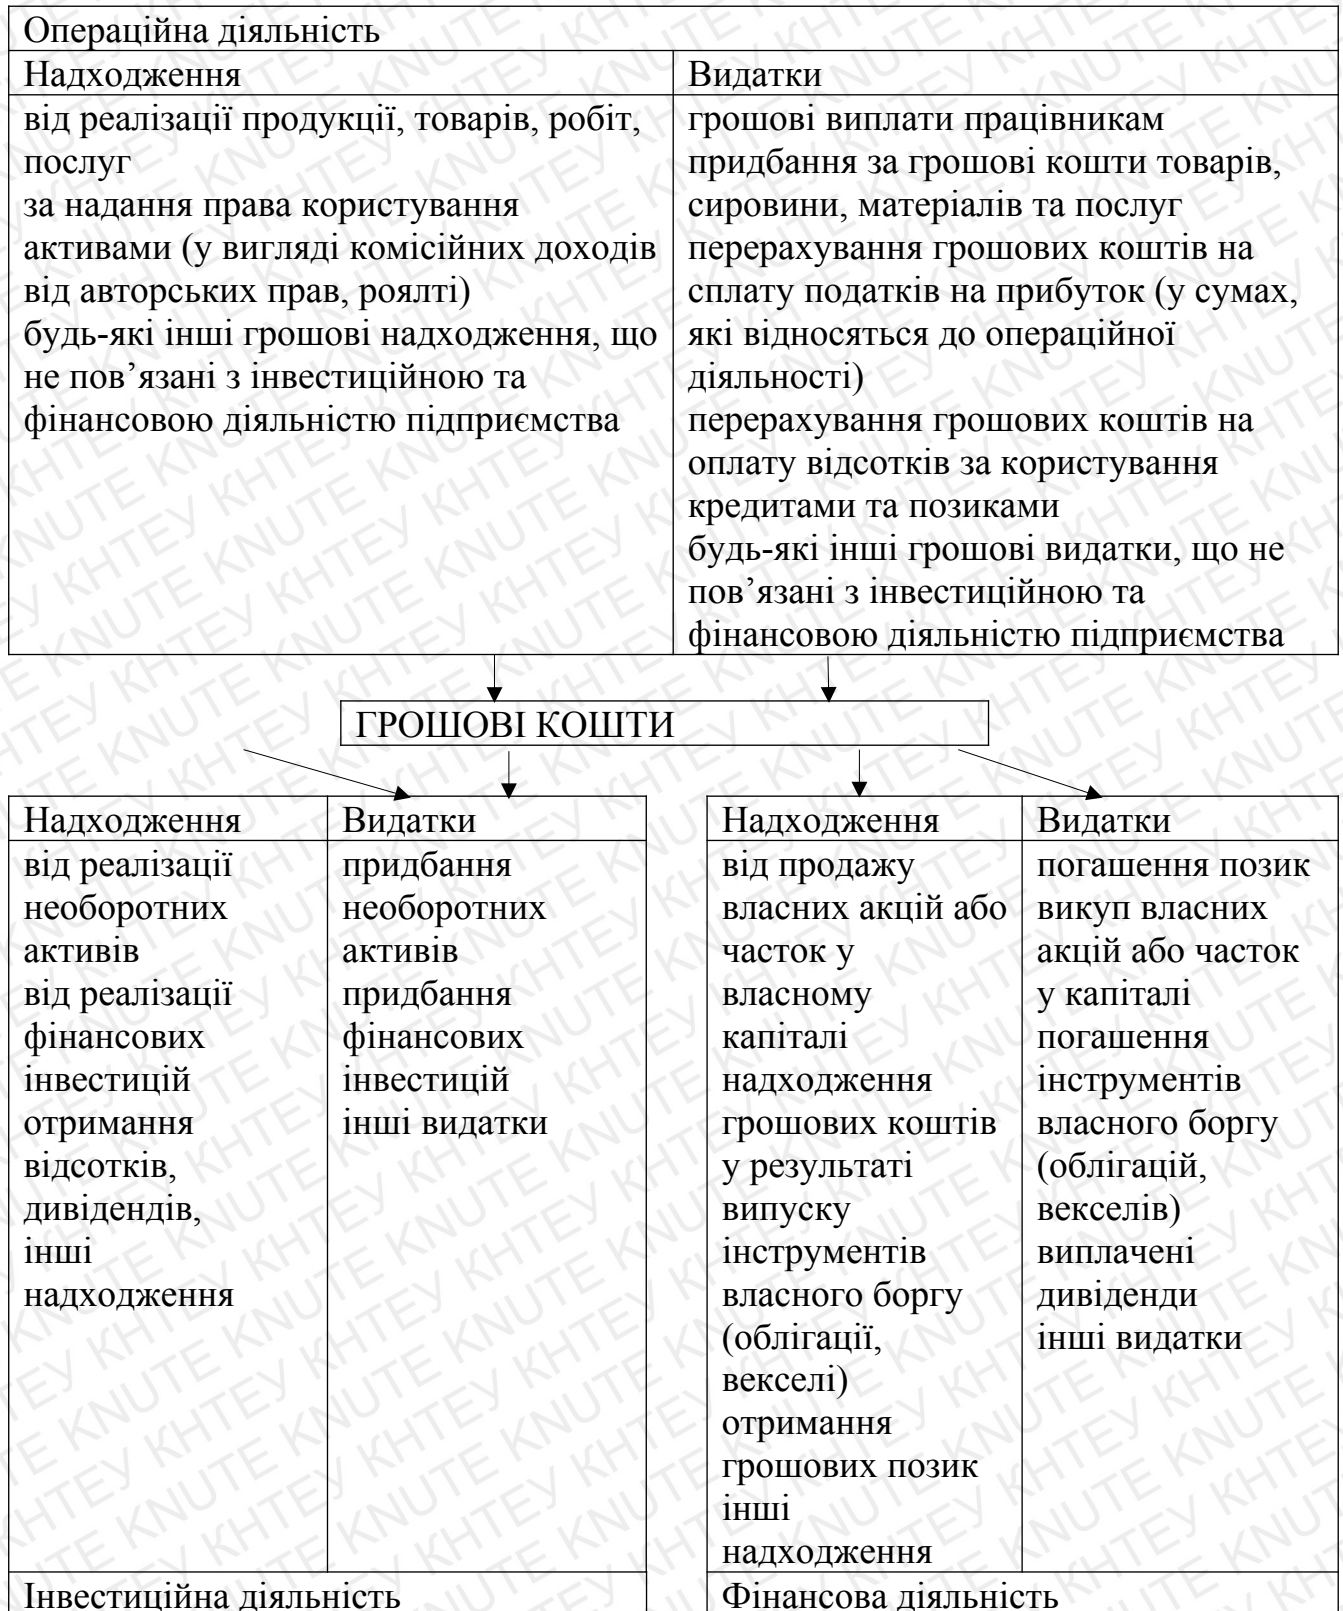 Операційна діяльність
Надходження
від реалізації продукції, товарів, робіт,
послуг
за надання права користування
активами (у вигляді комісійних доходів
від авторських прав, роялті)
будь-які інші грошові надходження, що
не пов’язані з інвестиційною та
фінансовою діяльністю підприємства
Видатки
грошові виплати працівникам
придбання за грошові кошти товарів,
сировини, матеріалів та послуг
перерахування грошових коштів на
сплату податків на прибуток (у сумах,
які відносяться до операційної
діяльності)
перерахування грошових коштів на
оплату відсотків за користування
кредитами та позиками
будь-які інші грошові видатки, що не
пов’язані з інвестиційною та
фінансовою діяльністю підприємства
ГРОШОВІ КОШТИ
Надходження
від реалізації
необоротних
активів
від реалізації
фінансових
інвестицій
отримання
відсотків,
дивідендів,
інші
надходження
Видатки
придбання
необоротних
активів
придбання
фінансових
інвестицій
інші видатки
Інвестиційна діяльність
Надходження
від продажу
власних акцій або
часток у
власному
капіталі
надходження
грошових коштів
у результаті
випуску
інструментів
власного боргу
(облігації,
векселі)
отримання
грошових позик
інші
надходження
Видатки
погашення позик
викуп власних
акцій або часток
у капіталі
погашення
інструментів
власного боргу
(облігацій,
векселів)
виплачені
дивіденди
інші видатки
Фінансова діяльність